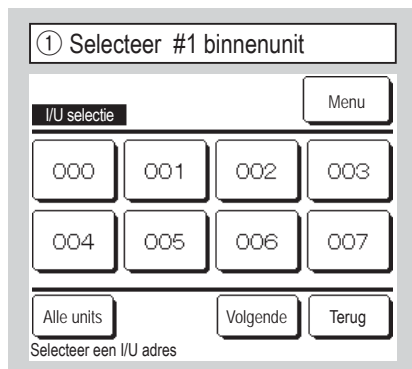 ① Selecteer #1 binnenunit
Menu
I/U selectie
000 001 002 003
004 005 006 007
Alle units Volgende Terug
Selecteer een I/U adres